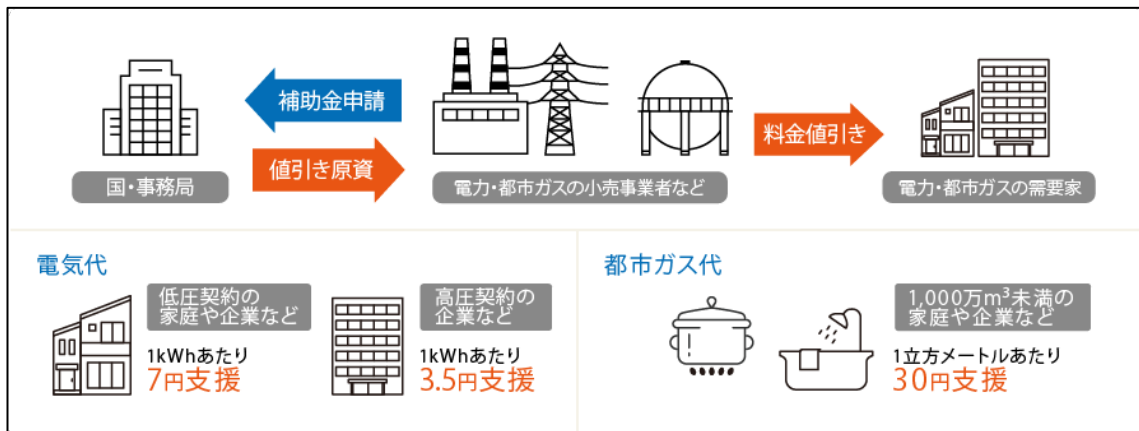 補助金申請
値引き原資
料金値引き
国・事務局
電力・都市ガスの小売事業者など
電力・都市ガスの需要家
電気代
低圧契約の
家庭や企業など
1kWhあたり
7円支援
高圧契約の
企業など
1kWhあたり
3.5円支援
都市ガス代
1,000万m³未満の
家庭や企業など
1立方メートルあたり
30円支援